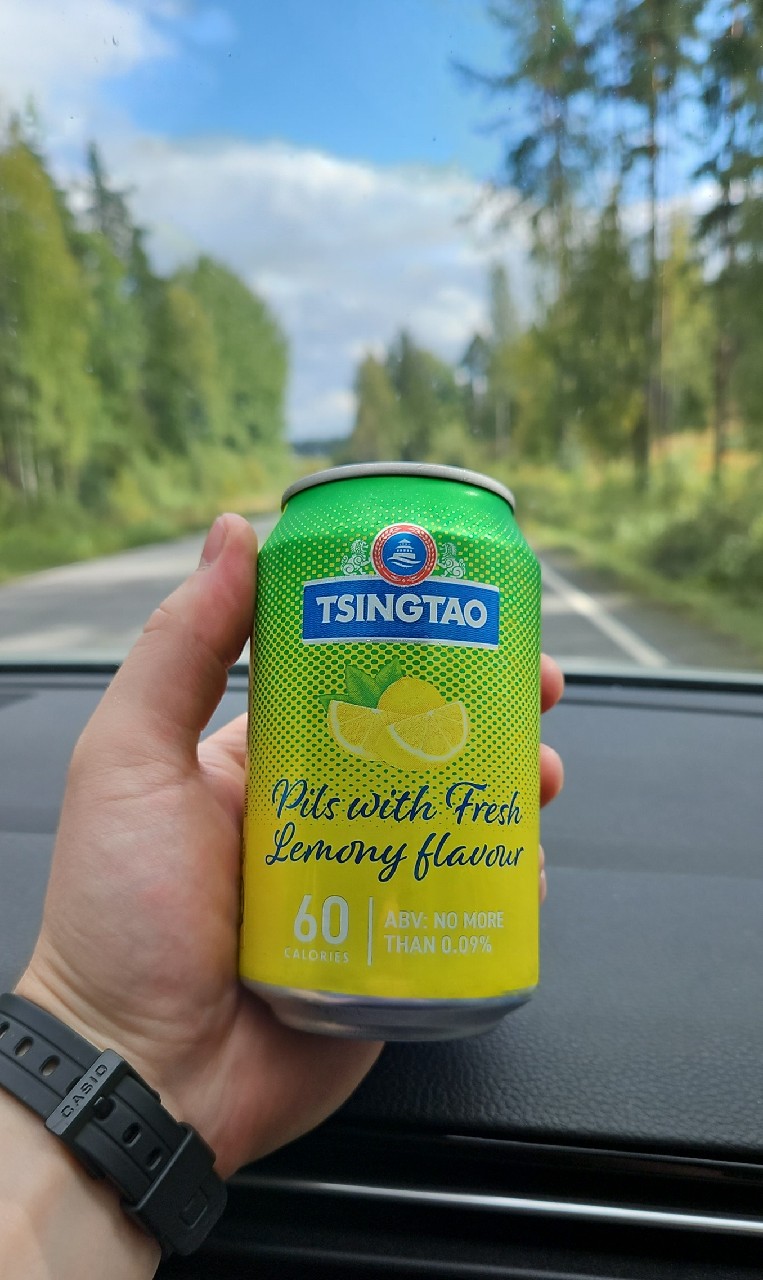 TSINGTAO
Pils with Fresh
Lemony flavour
60
CALORIES
ABV: NO MORE
THAN 0.09%
CASIO